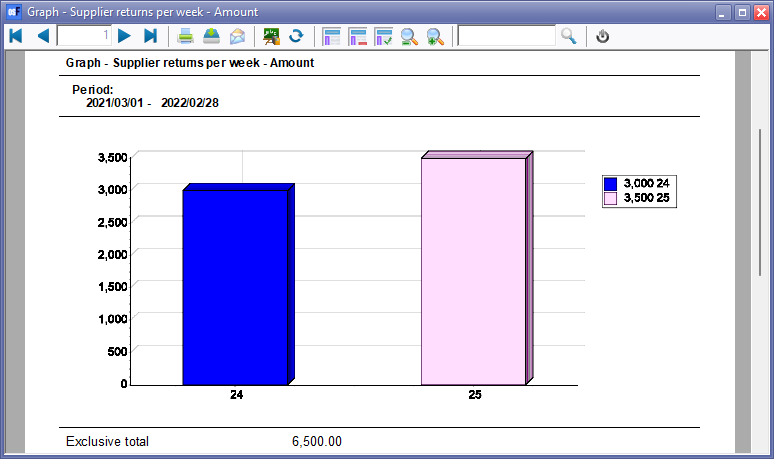 Graph - Supplier returns per week - Amount
1
Graph - Supplier returns per week - Amount
Period:
2021/03/01 - 2022/02/28
3,500
3,000
2,500
2,000
1,500
1,000
500
0
24
25
3,000 24
3,500 25
Exclusive total 6,500.00